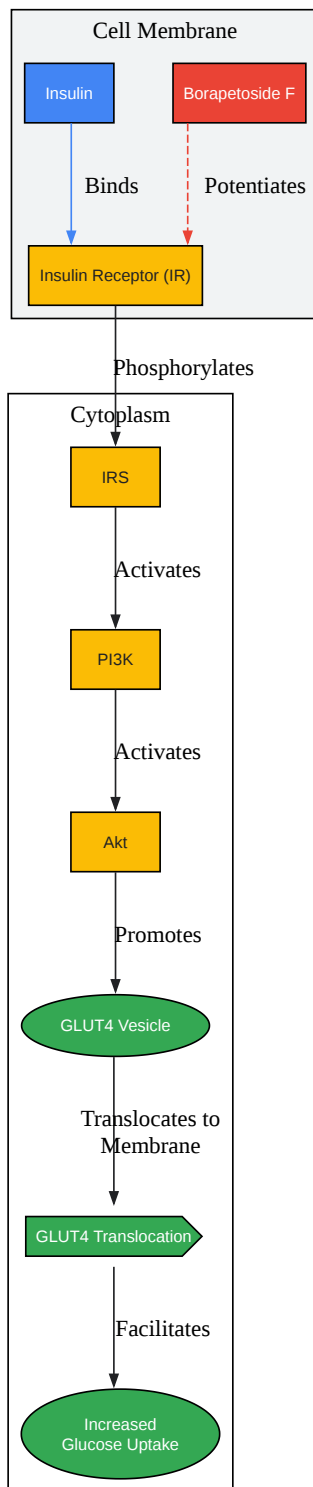 Cell Membrane
Insulin
Borapetoside F
Binds
Potentiates
Insulin Receptor (IR)
Phosphorylates
Cytoplasm
IRS
Activates
PI3K
Activates
Akt
Promotes
GLUT4 Vesicle
Translocates to
Membrane
GLUT4 Translocation
Facilitates
Increased
Glucose Uptake